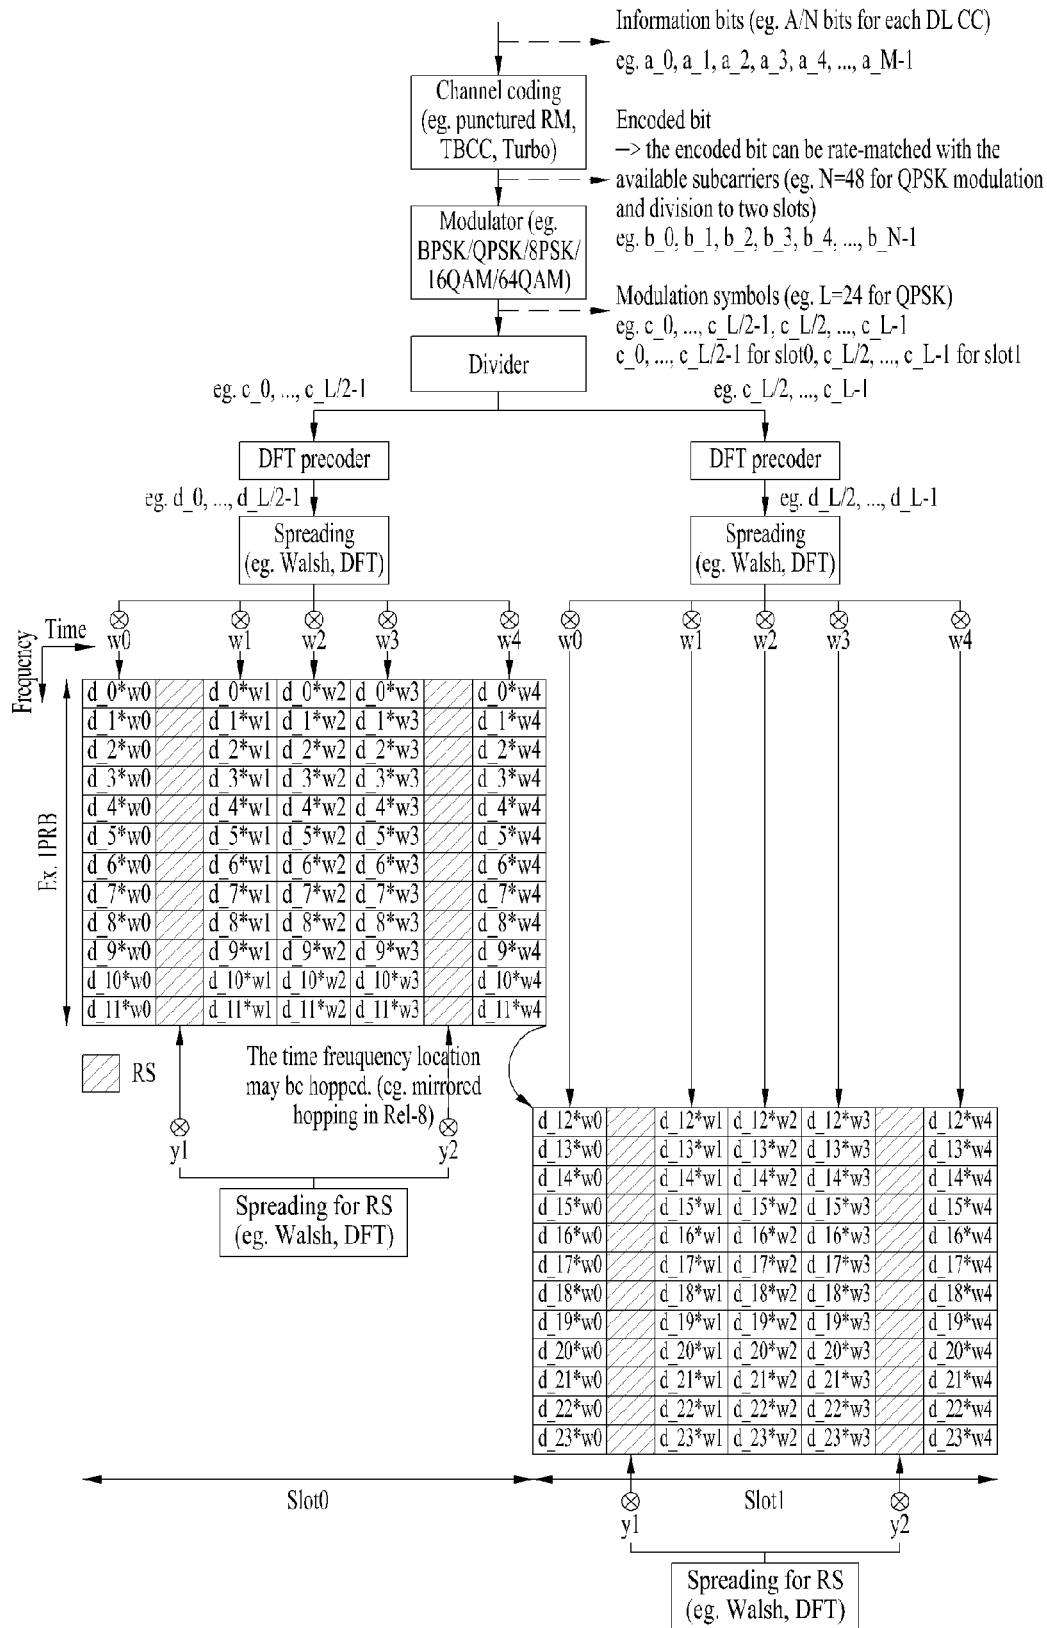 Information bits (eg. A/N bits for each DL CC)
eg. a_0, a_1, a_2, a_3, a_4, ..., a_M-1
Channel coding
(eg. punctured RM,
TBCC, Turbo)
Encoded bit
—> the encoded bit can be rate-matched with the
available subcarriers (eg. N=48 for QPSK modulation
and division to two slots)
eg. b_0, b_1, b_2, b_3, b_4, ..., b_N-1
Modulator (eg.
BPSK/QPSK/8PSK/
16QAM/64QAM)
Modulation symbols (eg. L=24 for QPSK)
eg. c_0, ..., c_L/2-1, c_L/2, ..., c_L-1
c_0, ..., c_L/2-1 for slot0, c_L/2, ..., c_L-1 for slot1
Divider
eg. c_0, ..., c_L/2-1
eg. c_L/2, ..., c_L-1
DFT precoder
DFT precoder
eg. d_0, ..., d_L/2-1
eg. d_L/2, ..., d_L-1
Spreading
(eg. Walsh, DFT)
Spreading
(eg. Walsh, DFT)
Time
Frequency
w0 w1 w2 w3 w4
w0 w1 w2 w3 w4
Ex. 1PRB
d_0*w0 d_0*w1 d_0*w2 d_0*w3 d_0*w4
d_1*w0 d_1*w1 d_1*w2 d_1*w3 d_1*w4
d_2*w0 d_2*w1 d_2*w2 d_2*w3 d_2*w4
d_3*w0 d_3*w1 d_3*w2 d_3*w3 d_3*w4
d_4*w0 d_4*w1 d_4*w2 d_4*w3 d_4*w4
d_5*w0 d_5*w1 d_5*w2 d_5*w3 d_5*w4
d_6*w0 d_6*w1 d_6*w2 d_6*w3 d_6*w4
d_7*w0 d_7*w1 d_7*w2 d_7*w3 d_7*w4
d_8*w0 d_8*w1 d_8*w2 d_8*w3 d_8*w4
d_9*w0 d_9*w1 d_9*w2 d_9*w3 d_9*w4
d_10*w0 d_10*w1 d_10*w2 d_10*w3 d_10*w4
d_11*w0 d_11*w1 d_11*w2 d_11*w3 d_11*w4
RS
The time freuquency location
may be hopped. (eg. mirrored
hopping in Rel-8)
y1 y2
Spreading for RS
(eg. Walsh, DFT)
d_12*w0 d_12*w1 d_12*w2 d_12*w3 d_12*w4
d_13*w0 d_13*w1 d_13*w2 d_13*w3 d_13*w4
d_14*w0 d_14*w1 d_14*w2 d_14*w3 d_14*w4
d_15*w0 d_15*w1 d_15*w2 d_15*w3 d_15*w4
d_16*w0 d_16*w1 d_16*w2 d_16*w3 d_16*w4
d_17*w0 d_17*w1 d_17*w2 d_17*w3 d_17*w4
d_18*w0 d_18*w1 d_18*w2 d_18*w3 d_18*w4
d_19*w0 d_19*w1 d_19*w2 d_19*w3 d_19*w4
d_20*w0 d_20*w1 d_20*w2 d_20*w3 d_20*w4
d_21*w0 d_21*w1 d_21*w2 d_21*w3 d_21*w4
d_22*w0 d_22*w1 d_22*w2 d_22*w3 d_22*w4
d_23*w0 d_23*w1 d_23*w2 d_23*w3 d_23*w4
Slot0
Slot1
y1 y2
Spreading for RS
(eg. Walsh, DFT)